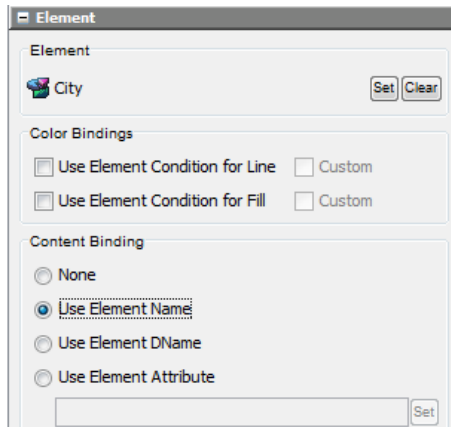 Element
Element
City Set Clear
Color Bindings
Use Element Condition for Line Custom
Use Element Condition for Fill Custom
Content Binding
None
Use Element Name
Use Element DName
Use Element Attribute
Set